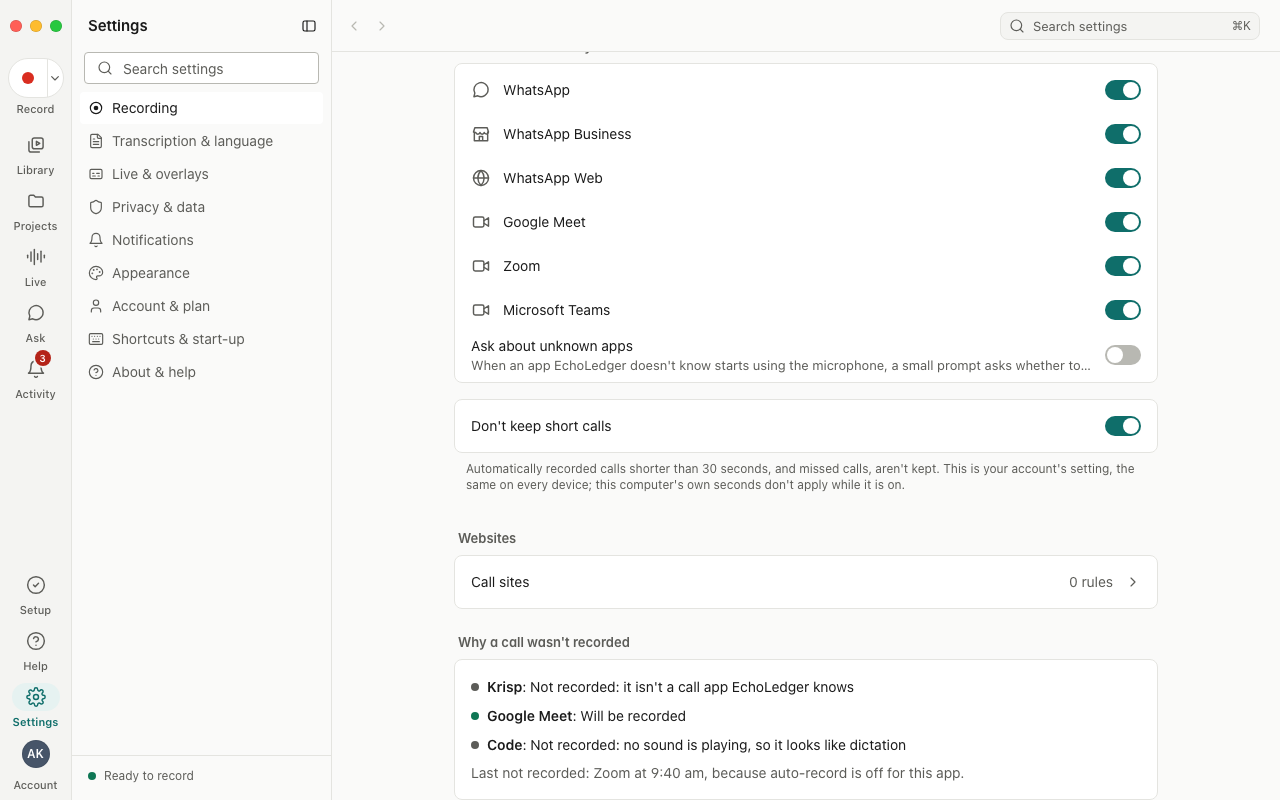 Settings
Search settings
⌘K
Search settings
Record
Library
Projects
Live
Ask
3
Activity
Setup
Help
Settings
AK
Account
Recording
Transcription & language
Live & overlays
Privacy & data
Notifications
Appearance
Account & plan
Shortcuts & start-up
About & help
Ready to record
WhatsApp
WhatsApp Business
WhatsApp Web
Google Meet
Zoom
Microsoft Teams
Ask about unknown apps
When an app EchoLedger doesn't know starts using the microphone, a small prompt asks whether to…
Don't keep short calls
Automatically recorded calls shorter than 30 seconds, and missed calls, aren't kept. This is your account's setting, the
same on every device; this computer's own seconds don't apply while it is on.
Websites
Call sites
0 rules
Why a call wasn't recorded
Krisp: Not recorded: it isn't a call app EchoLedger knows
Google Meet: Will be recorded
Code: Not recorded: no sound is playing, so it looks like dictation
Last not recorded: Zoom at 9:40 am, because auto-record is off for this app.